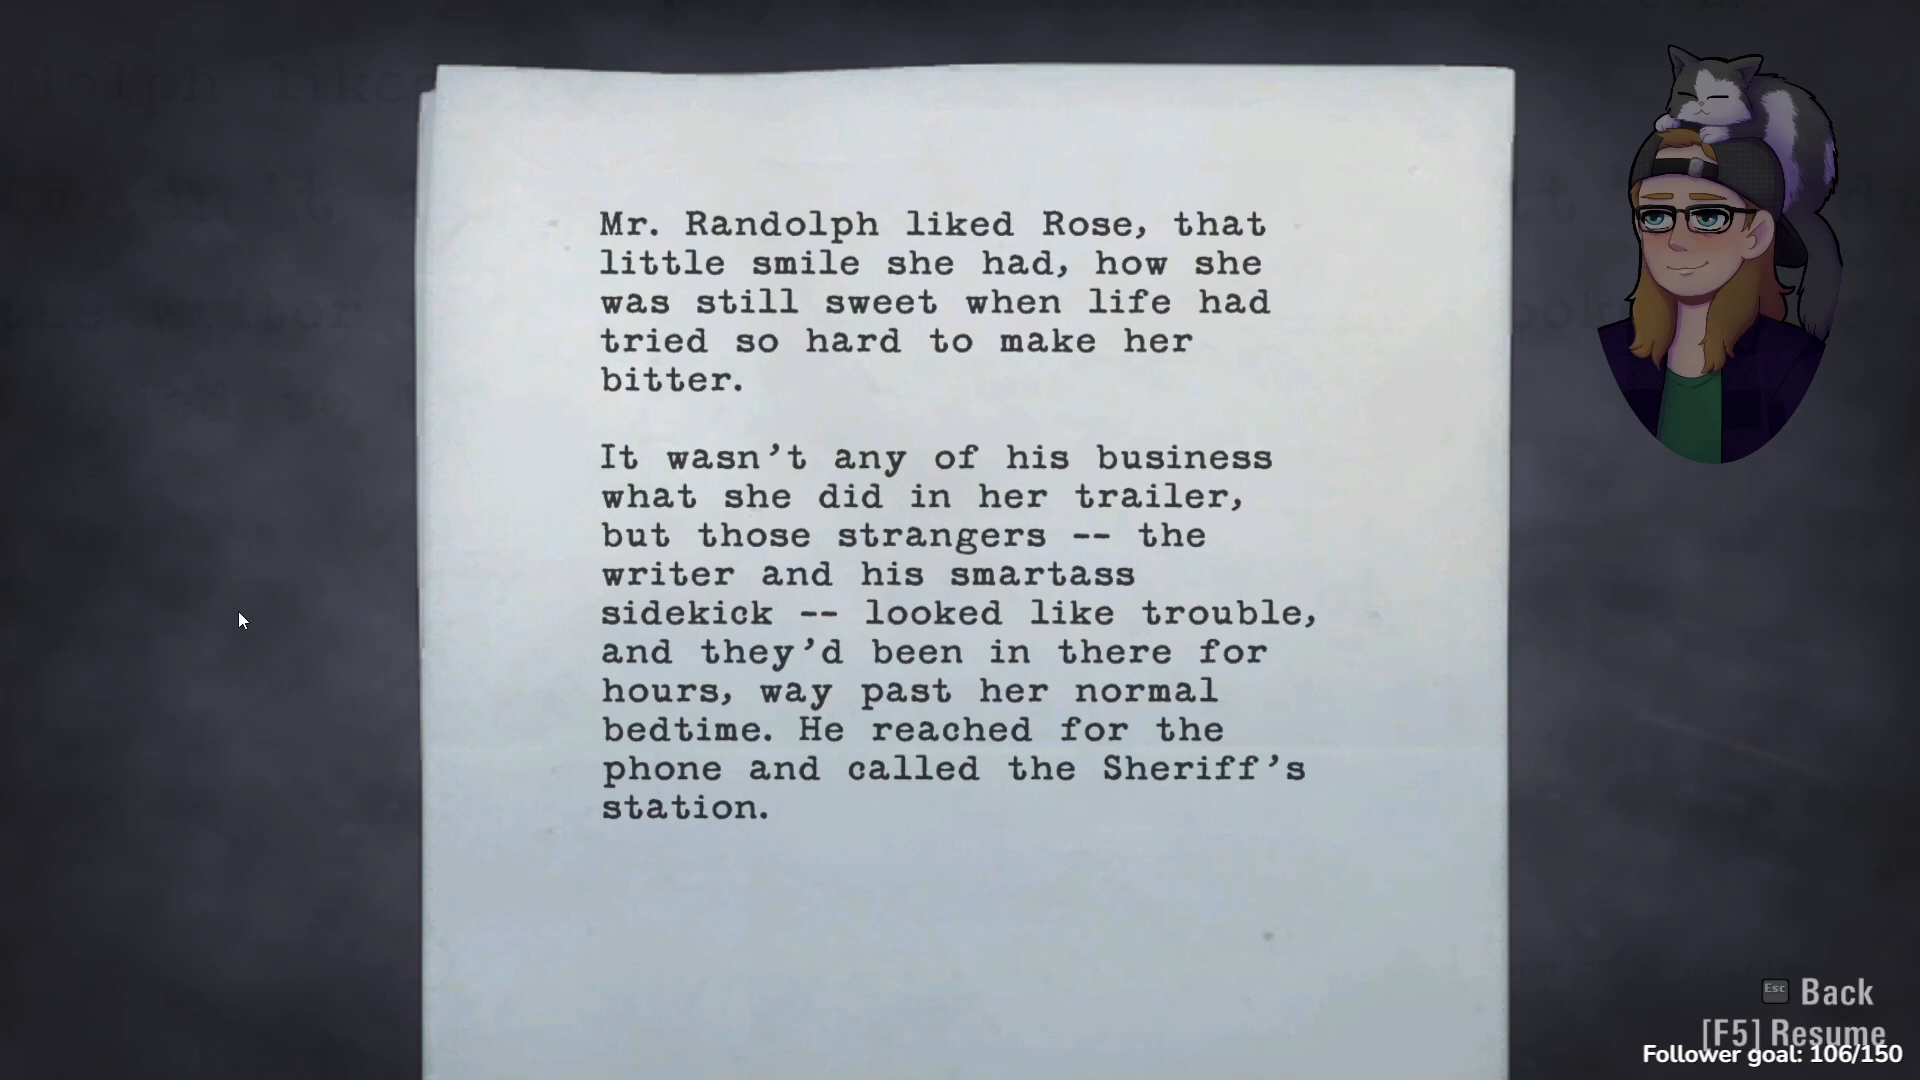 Mr. Randolph liked Rose, that
little smile she had, how she
was still sweet when life had
tried so hard to make her
bitter.
It wasn't any of his business
what she did in her trailer,
but those strangers -- the
writer and his smartass
sidekick -- looked like trouble,
and they'd been in there for
hours, way past her normal
bedtime. He reached for the
phone and called the Sheriff's
station.
Esc Back
[F5] Resume
Follower goal: 106/150